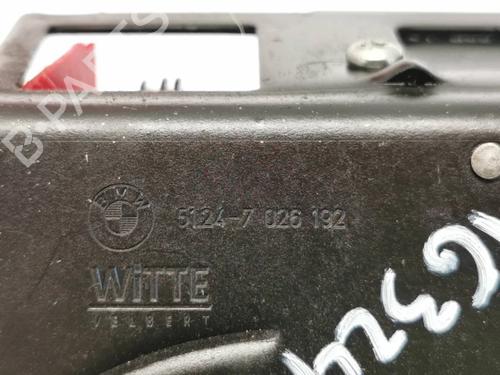 B-PARTS
BMW
5124-7 026 192
WITTE
VELBERT